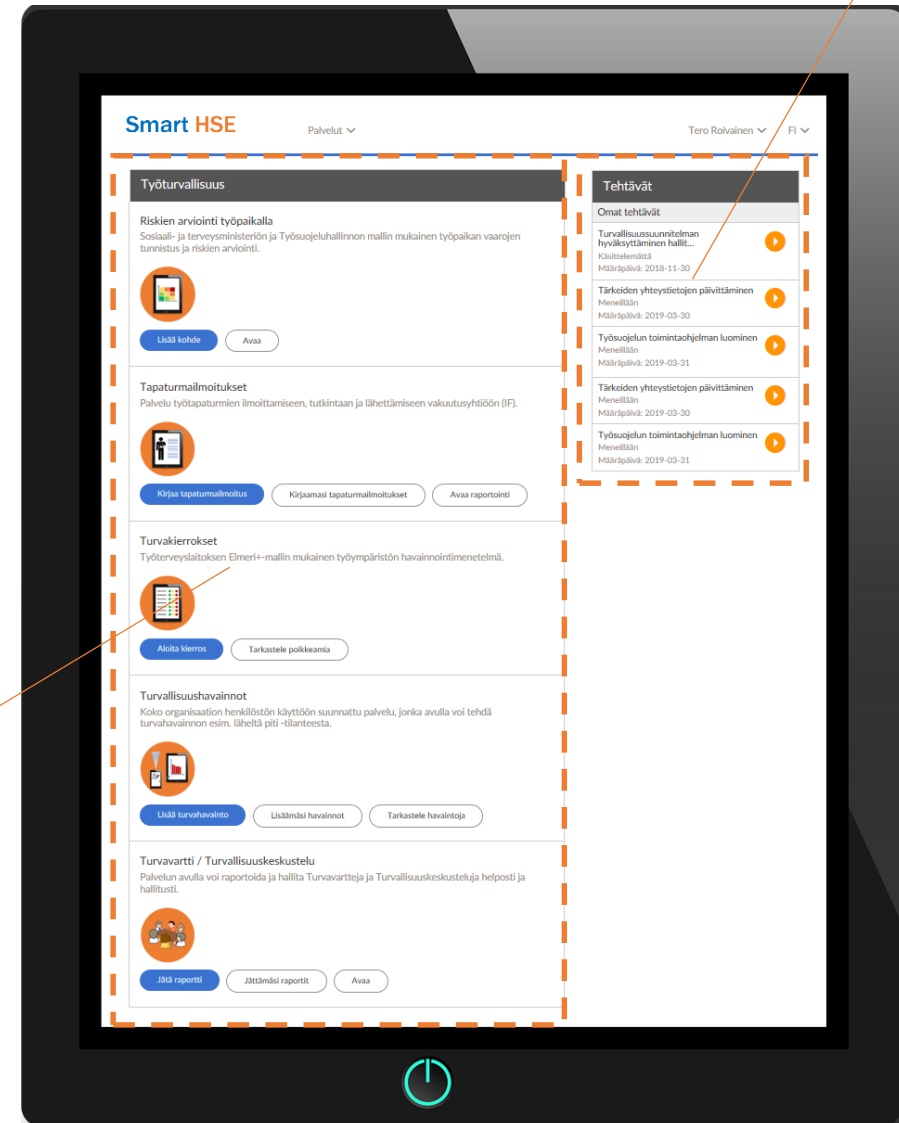 Smart HSE
Palvelut
Tero Roivainen
FI
Työturvallisuus
Riskien arviointi työpaikalla
Sosiaali- ja terveysministeriön ja Työsuojeluhallinnon mallin mukainen työpaikan vaarojen
tunnistus ja riskien arviointi.
Lisää kohde
Avaa
Tapaturmailmoitukset
Palvelu työtapaturmien ilmoittamiseen, tutkintaan ja lähettämiseen vakuutusyhtiöön (IF).
Kirjaa tapaturmailmoitus
Kirjaamasi tapaturmailmoitukset
Avaa raportointi
Turvakierrokset
Työterveyslaitoksen Elmeri+-mallin mukainen työympäristön havainnointimenetelmä.
Aloita kierros
Tarkastele poikkeamia
Turvallisuushavainnot
Koko organisaation henkilöstön käyttöön suunnattu palvelu, jonka avulla voi tehdä
turvahavainnon esim. läheltä piti -tilanteesta.
Lisää turvahavainto
Lisäämäsi havainnot
Tarkastele havaintoja
Turvavartti / Turvallisuuskeskustelu
Palvelun avulla voi raportoida ja hallita Turvavartteja ja Turvallisuuskeskusteluja helposti ja
hallitusti.
Jätä raportti
Jättämäsi raportit
Avaa
Tehtävät
Omat tehtävät
Turvallisuussuunnitelman
hyväksyttäminen hallit...
Käsittelemättä
Määräpäivä: 2018-11-30
Tärkeiden yhteystietojen päivittäminen
Meneillään
Määräpäivä: 2019-03-30
Työsuojelun toimintaohjelman luominen
Meneillään
Määräpäivä: 2019-03-31
Tärkeiden yhteystietojen päivittäminen
Meneillään
Määräpäivä: 2019-03-30
Työsuojelun toimintaohjelman luominen
Meneillään
Määräpäivä: 2019-03-31